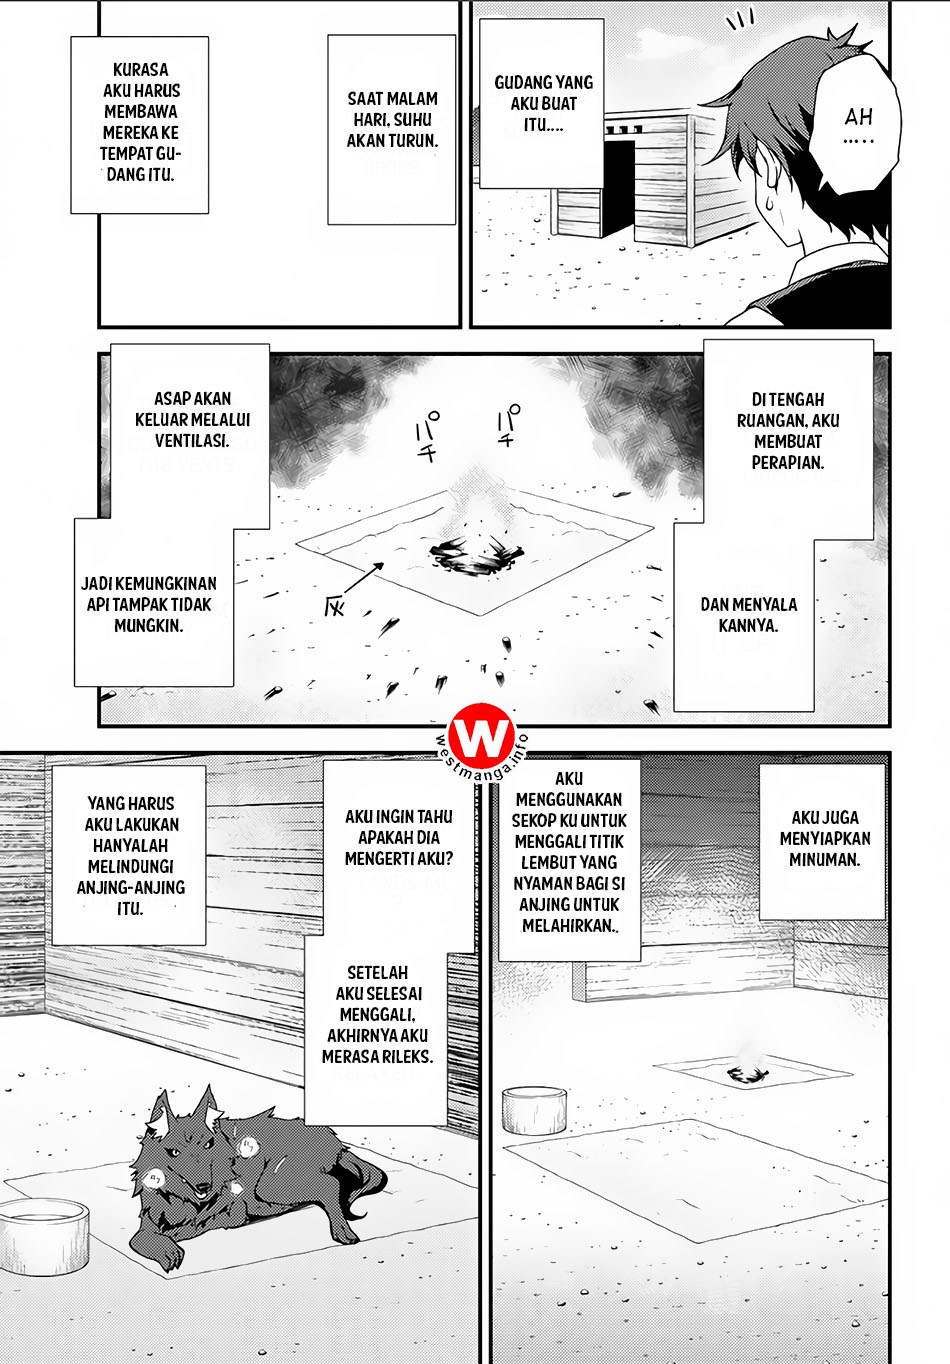 AH
.....
GUDANG YANG
AKU BUAT
ITU....
SAAT MALAM
HARI, SUHU
AKAN TURUN.
KURASA
AKU HARUS
MEMBAWA
MEREKA KE
TEMPAT GU-
DANG ITU.
DI TENGAH
RUANGAN, AKU
MEMBUAT
PERAPIAN.
DAN MENYALA
KANNYA.
パチ
パチ
灰
ASAP AKAN
KELUAR MELALUI
VENTILASI.
JADI KEMUNGKINAN
API TAMPAK TIDAK
MUNGKIN.
W
westmanga.info
AKU JUGA
MENYIAPKAN
MINUMAN.
AKU
MENGGUNAKAN
SEKOP KU UNTUK
MENGGALI TITIK
LEMBUT YANG
NYAMAN BAGI SI
ANJING UNTUK
MELAHIRKAN..
AKU INGIN TAHU
APAKAH DIA
MENGERTI AKU?
SETELAH
AKU SELESAI
MENGGALI,
AKHIRNYA AKU
MERASA RILEKS.
YANG HARUS
AKU LAKUKAN
HANYALAH
MELINDUNGI
ANJING-ANJING
ITU.